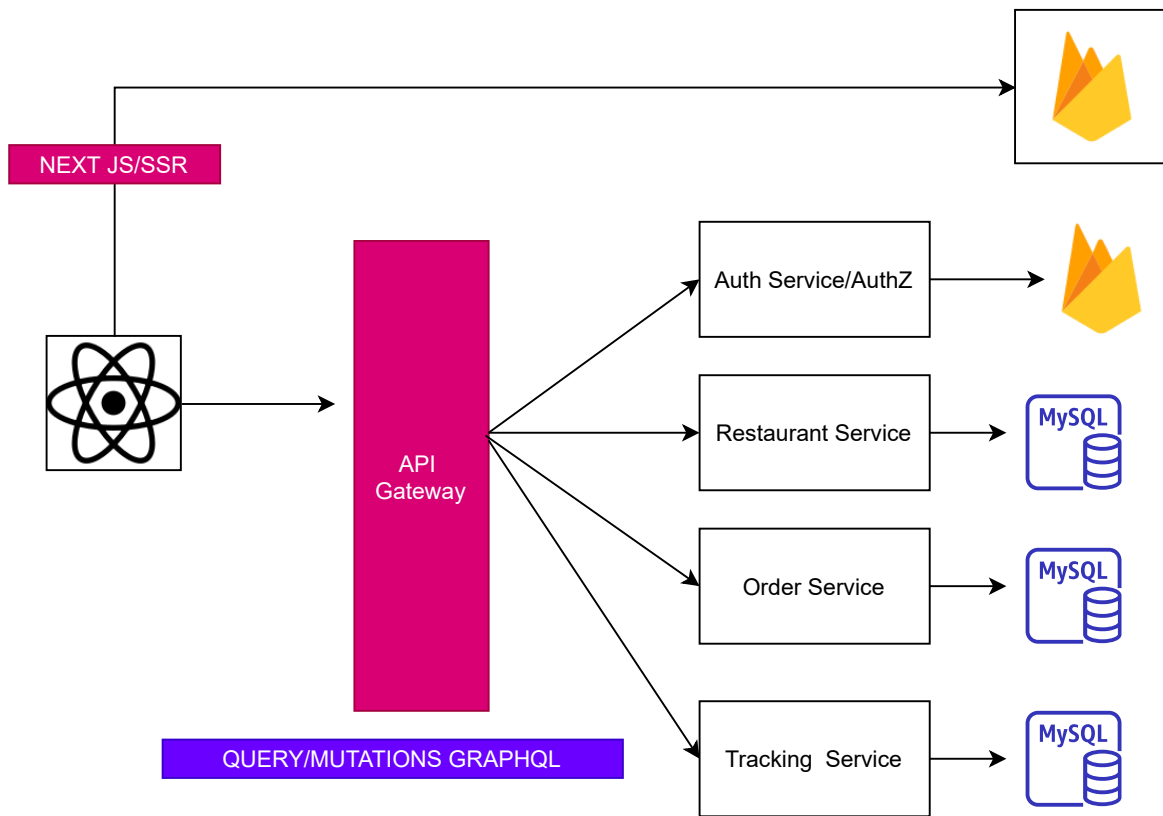 NEXT JS/SSR
Auth Service/AuthZ
API
Gateway
Restaurant Service
MySQL
Order Service
MySQL
QUERY/MUTATIONS GRAPHQL
Tracking  Service
MySQL